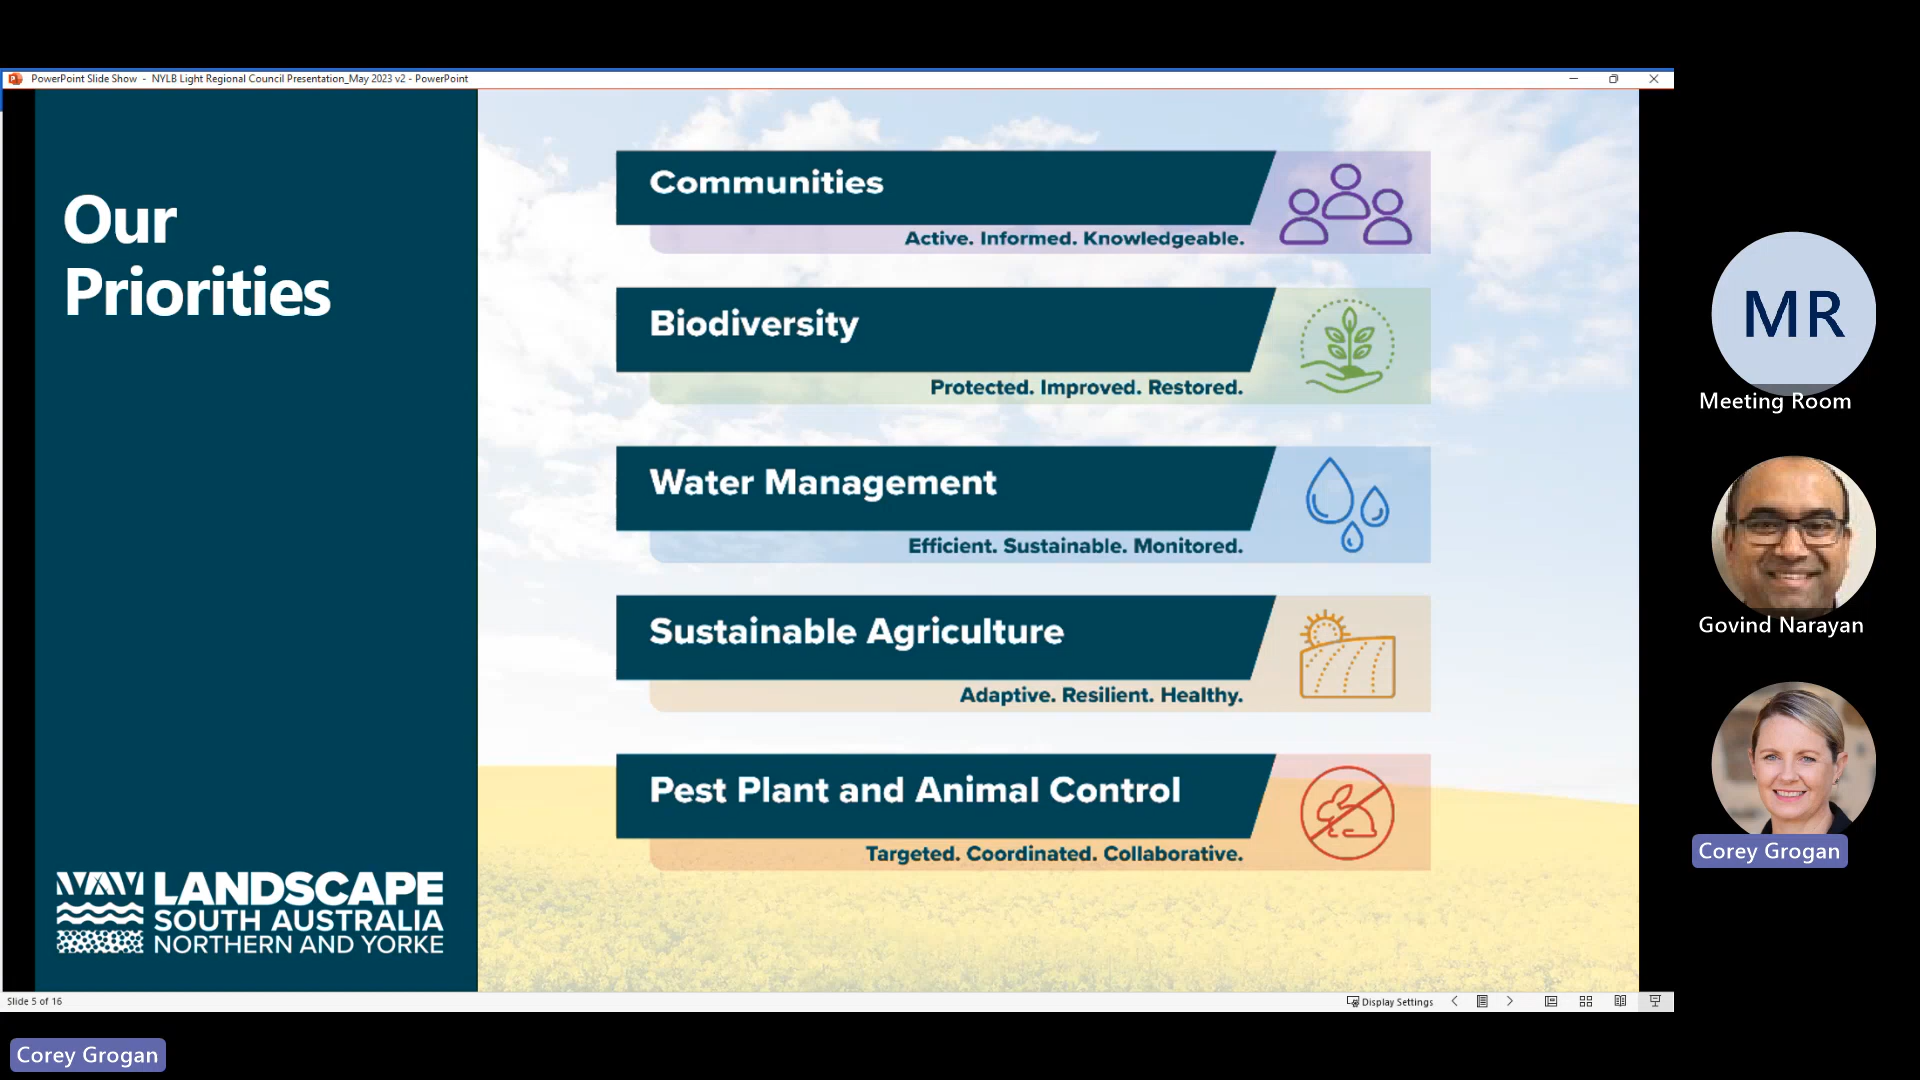 PowerPoint Slide Show - NYLB Light Regional Council Presentation_May 2023 v2 - PowerPoint
Our
Priorities
Communities
Active. Informed. Knowledgeable.
Biodiversity
Protected. Improved. Restored.
Water Management
Efficient. Sustainable. Monitored.
Sustainable Agriculture
Adaptive. Resilient. Healthy.
Pest Plant and Animal Control
Targeted. Coordinated. Collaborative.
LANDSCAPE
SOUTH AUSTRALIA
NORTHERN AND YORKE
Slide 5 of 16
Display Settings
MR
Meeting Room
Govind Narayan
Corey Grogan
Corey Grogan